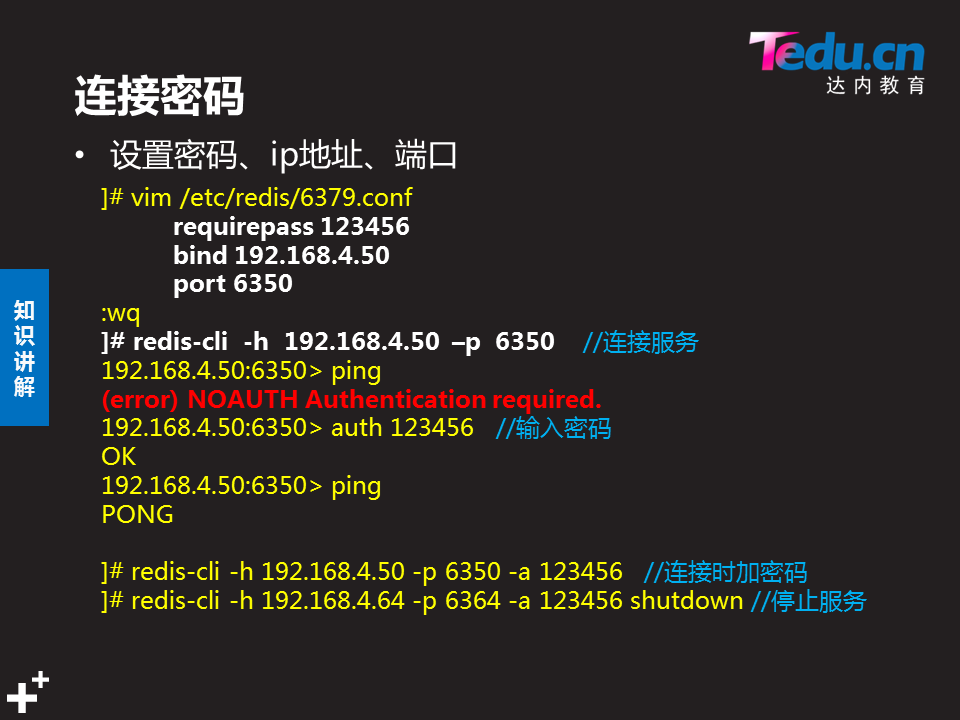 Tedu.cn
达内教育
连接密码
• 设置密码、ip地址、端口
]# vim /etc/redis/6379.conf
requirepass 123456
bind 192.168.4.50
port 6350
:wq
]# redis-cli -h 192.168.4.50 –p 6350 //连接服务
192.168.4.50:6350> ping
(error) NOAUTH Authentication required.
192.168.4.50:6350> auth 123456 //输入密码
OK
192.168.4.50:6350> ping
PONG
]# redis-cli -h 192.168.4.50 -p 6350 -a 123456 //连接时加密码
]# redis-cli -h 192.168.4.64 -p 6364 -a 123456 shutdown //停止服务
知识讲解